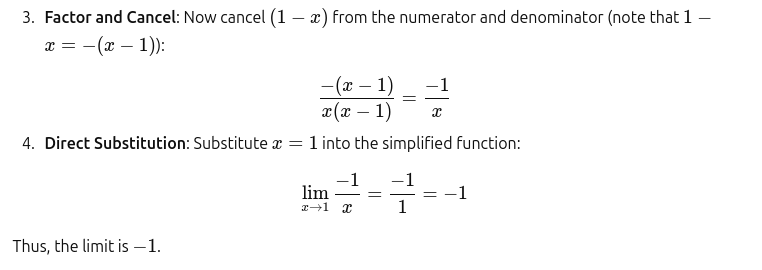 3. Factor and Cancel: Now cancel (1 − x) from the numerator and denominator (note that 1 −
x = −(x − 1)):
−(x − 1) / x(x − 1) = −1 / x
4. Direct Substitution: Substitute x = 1 into the simplified function:
lim x→1 −1 / x = −1 / 1 = −1
Thus, the limit is −1.